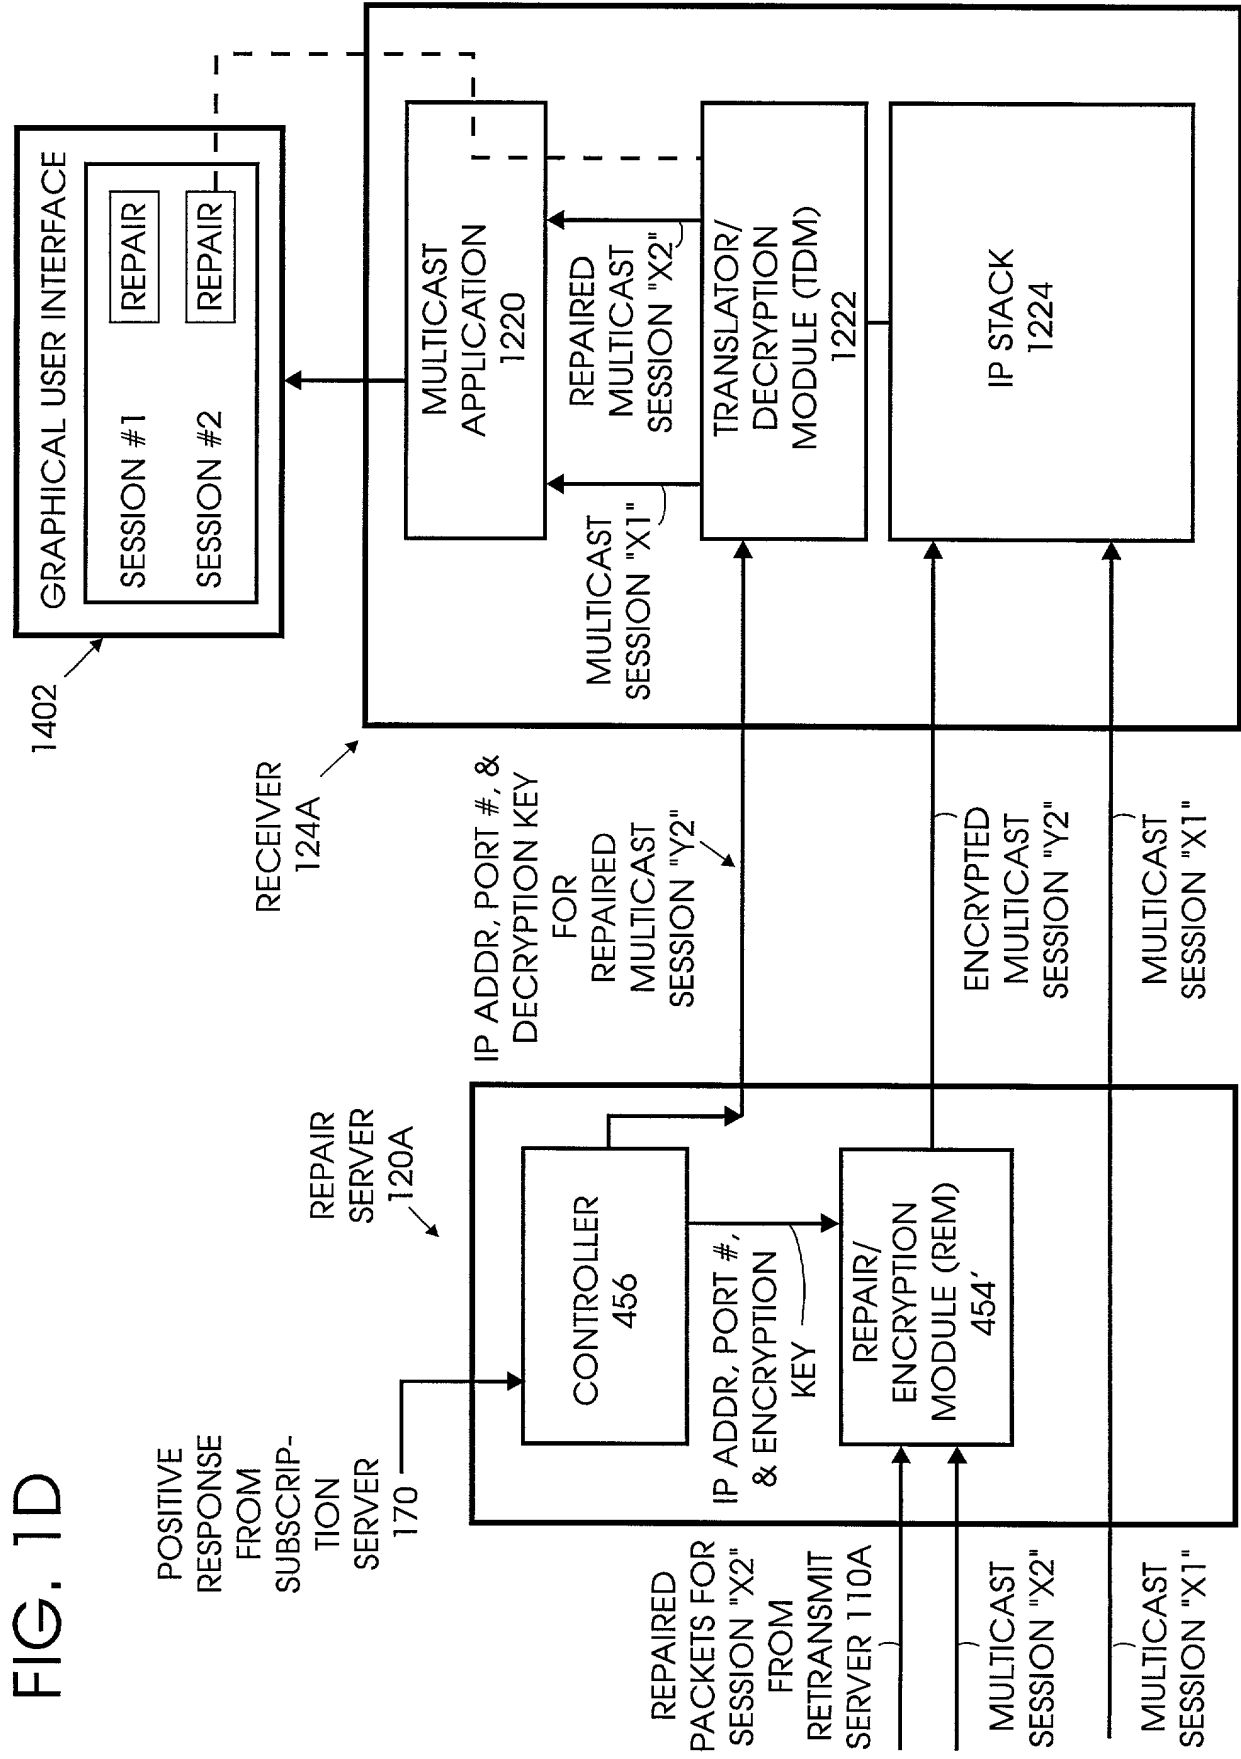 FIG. 1D
POSITIVE
RESPONSE
FROM
SUBSCRIP-
TION
SERVER
170
REPAIR
SERVER
120A
CONTROLLER
456
IP ADDR, PORT #,
& ENCRYPTION
KEY
REPAIR/
ENCRYPTION
MODULE (REM)
454'
REPAIRED
PACKETS FOR
SESSION "X2"
FROM
RETRANSMIT
SERVER 110A
MULTICAST
SESSION "X2"
MULTICAST
SESSION "X1"
IP ADDR, PORT #, &
DECRYPTION KEY
FOR
REPAIRED
MULTICAST
SESSION "Y2"
ENCRYPTED
MULTICAST
SESSION "Y2"
MULTICAST
SESSION "X1"
RECEIVER
124A
1402
GRAPHICAL USER INTERFACE
SESSION #1 REPAIR
SESSION #2 REPAIR
MULTICAST
APPLICATION
1220
MULTICAST
SESSION "X1"
REPAIRED
MULTICAST
SESSION "X2"
TRANSLATOR/
DECRYPTION
MODULE (TDM)
1222
IP STACK
1224